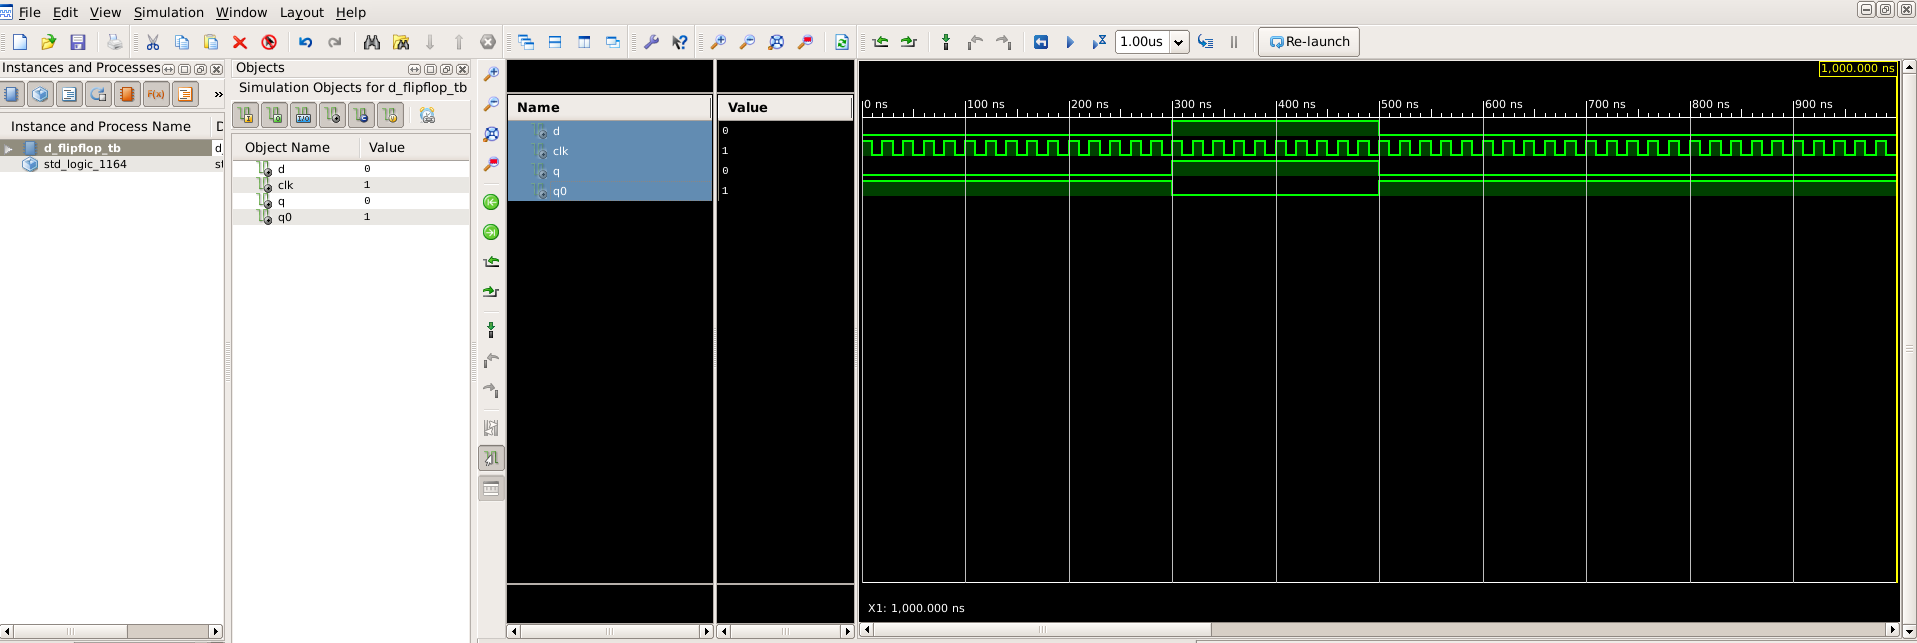 File Edit View Simulation Window Layout Help
1.00us Re-launch
Instances and Processes
Instance and Process Name
d_flipflop_tb d_
std_logic_1164 st
Objects
Simulation Objects for d_flipflop_tb
Object Name Value
d 0
clk 1
q 0
q0 1
Name Value
d 0
clk 1
q 0
q0 1
1,000.000 ns
0 ns 100 ns 200 ns 300 ns 400 ns 500 ns 600 ns 700 ns 800 ns 900 ns
X1: 1,000.000 ns